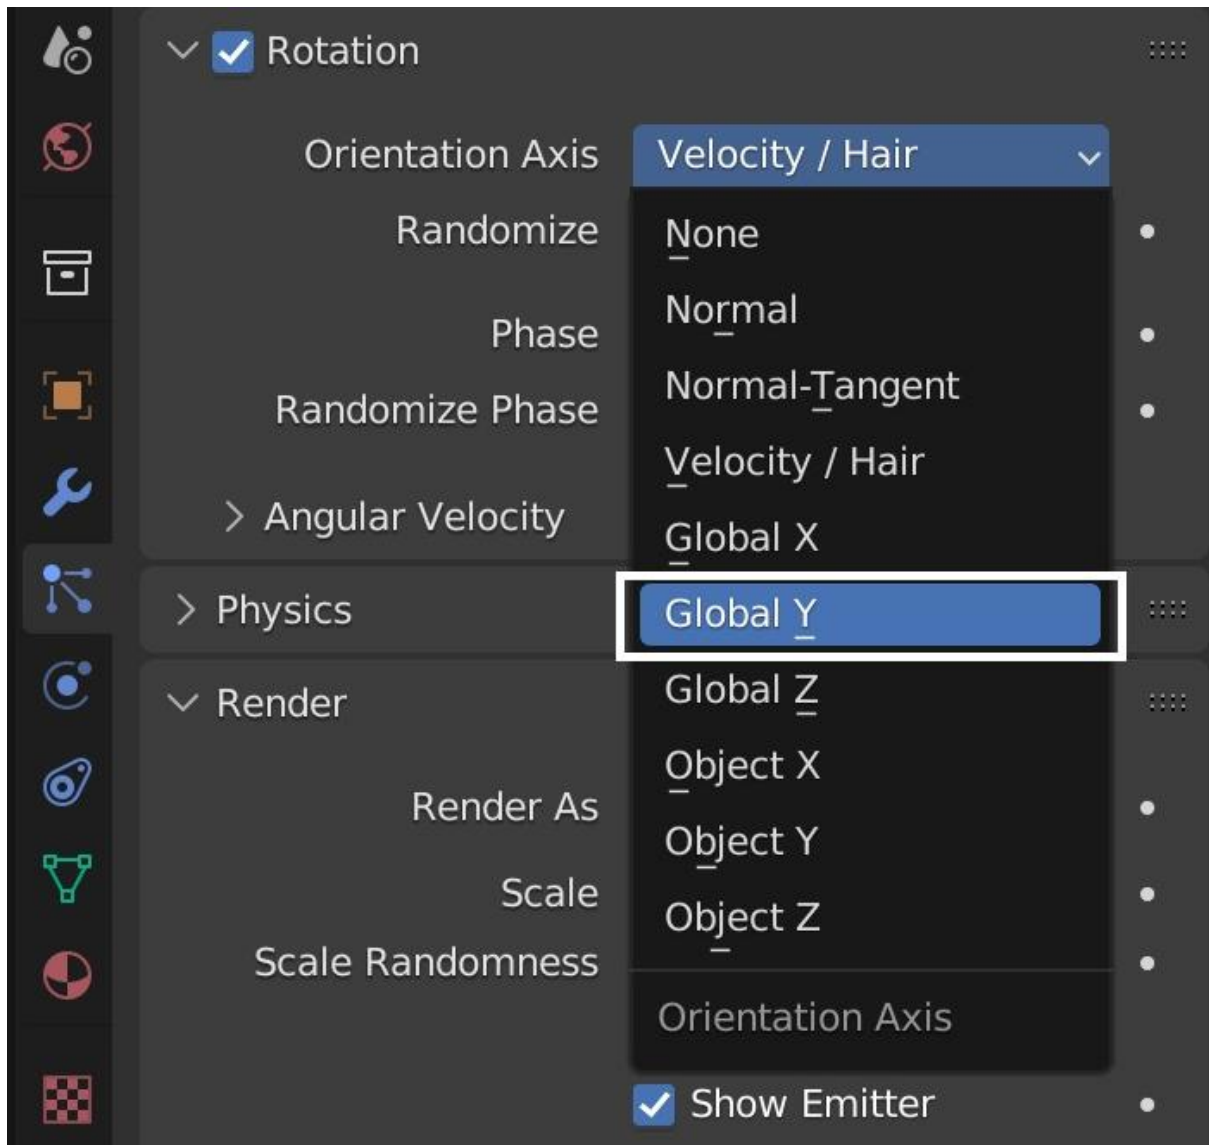 Rotation
Orientation Axis Velocity / Hair
Randomize None
Normal
Phase
Normal-Tangent
Randomize Phase
Velocity / Hair
Angular Velocity
Global X
Physics Global Y
Global Z
Render
Object X
Render As
Object Y
Scale
Object Z
Scale Randomness
Orientation Axis
Show Emitter